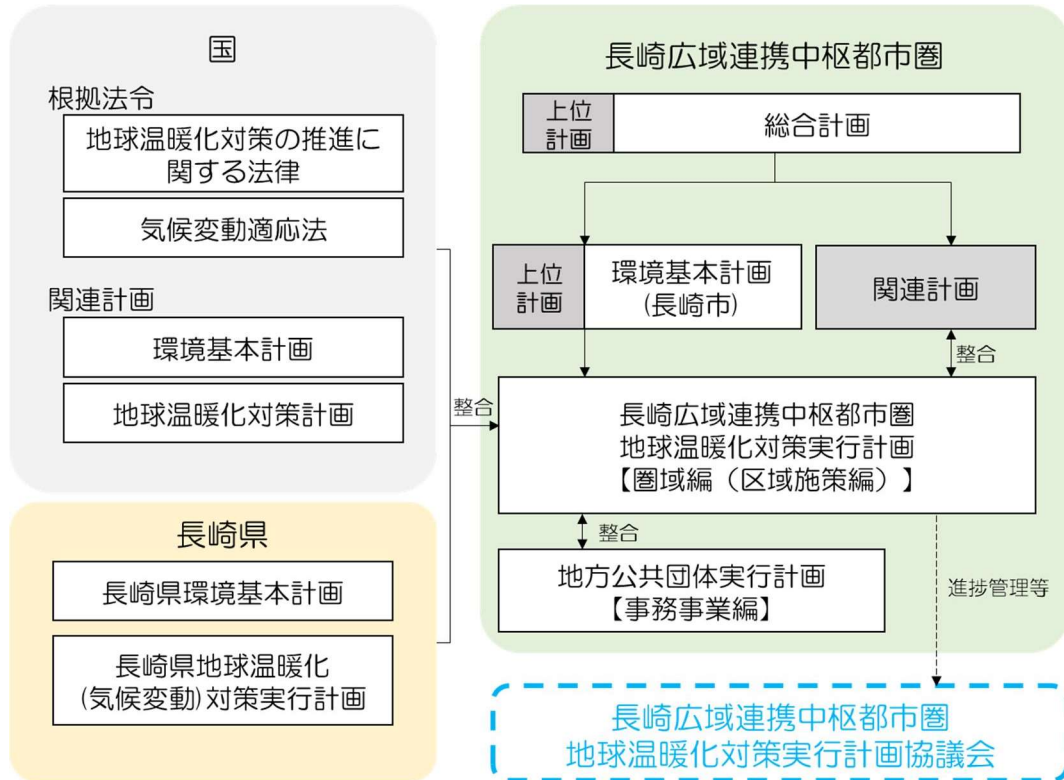 国
根拠法令
地球温暖化対策の推進に
関する法律
気候変動適応法
関連計画
環境基本計画
地球温暖化対策計画
長崎県
長崎県環境基本計画
長崎県地球温暖化
(気候変動)対策実行計画
整合
長崎広域連携中枢都市圏
上位
計画
総合計画
上位
計画
環境基本計画
(長崎市)
関連計画
整合
長崎広域連携中枢都市圏
地球温暖化対策実行計画
【圏域編（区域施策編）】
整合
地方公共団体実行計画
【事務事業編】
進捗管理等
長崎広域連携中枢都市圏
地球温暖化対策実行計画協議会